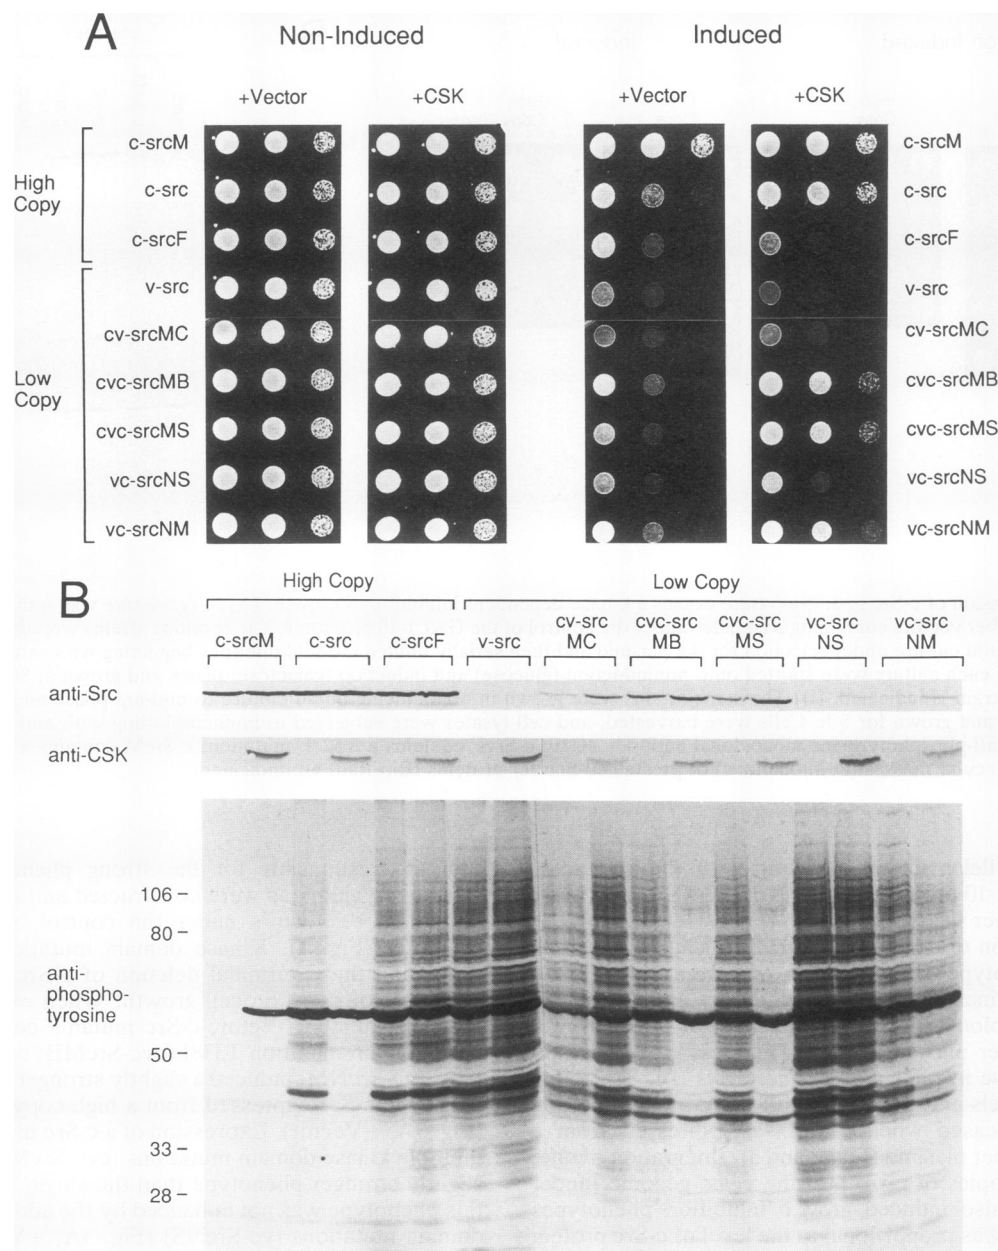 A
Non-Induced
Induced
+Vector
+CSK
+Vector
+CSK
High
Copy
Low
Copy
c-srcM
c-src
c-srcF
v-src
cv-srcMC
cvc-srcMB
cvc-srcMS
vc-srcNS
vc-srcNM
c-srcM
c-src
c-srcF
v-src
cv-srcMC
cvc-srcMB
cvc-srcMS
vc-srcNS
vc-srcNM
B
High Copy
Low Copy
c-srcM
c-src
c-srcF
v-src
cv-src
MC
cvc-src
MB
cvc-src
MS
vc-src
NS
vc-src
NM
anti-Src
anti-CSK
106
80
anti-
phospho-
tyrosine
50
33
28